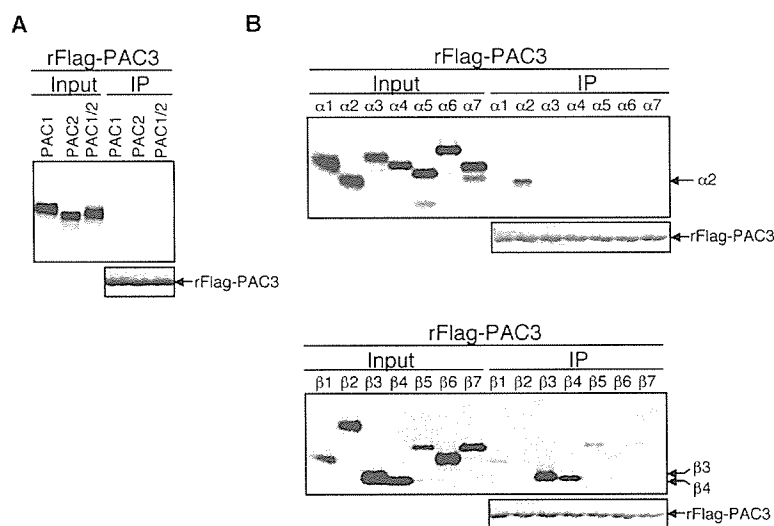 A
rFlag-PAC3
Input IP
PAC1 PAC2 PAC1/2 PAC1 PAC2 PAC1/2
rFlag-PAC3
B
rFlag-PAC3
Input IP
α1 α2 α3 α4 α5 α6 α7 α1 α2 α3 α4 α5 α6 α7
α2
rFlag-PAC3
rFlag-PAC3
Input IP
β1 β2 β3 β4 β5 β6 β7 β1 β2 β3 β4 β5 β6 β7
β3
β4
rFlag-PAC3